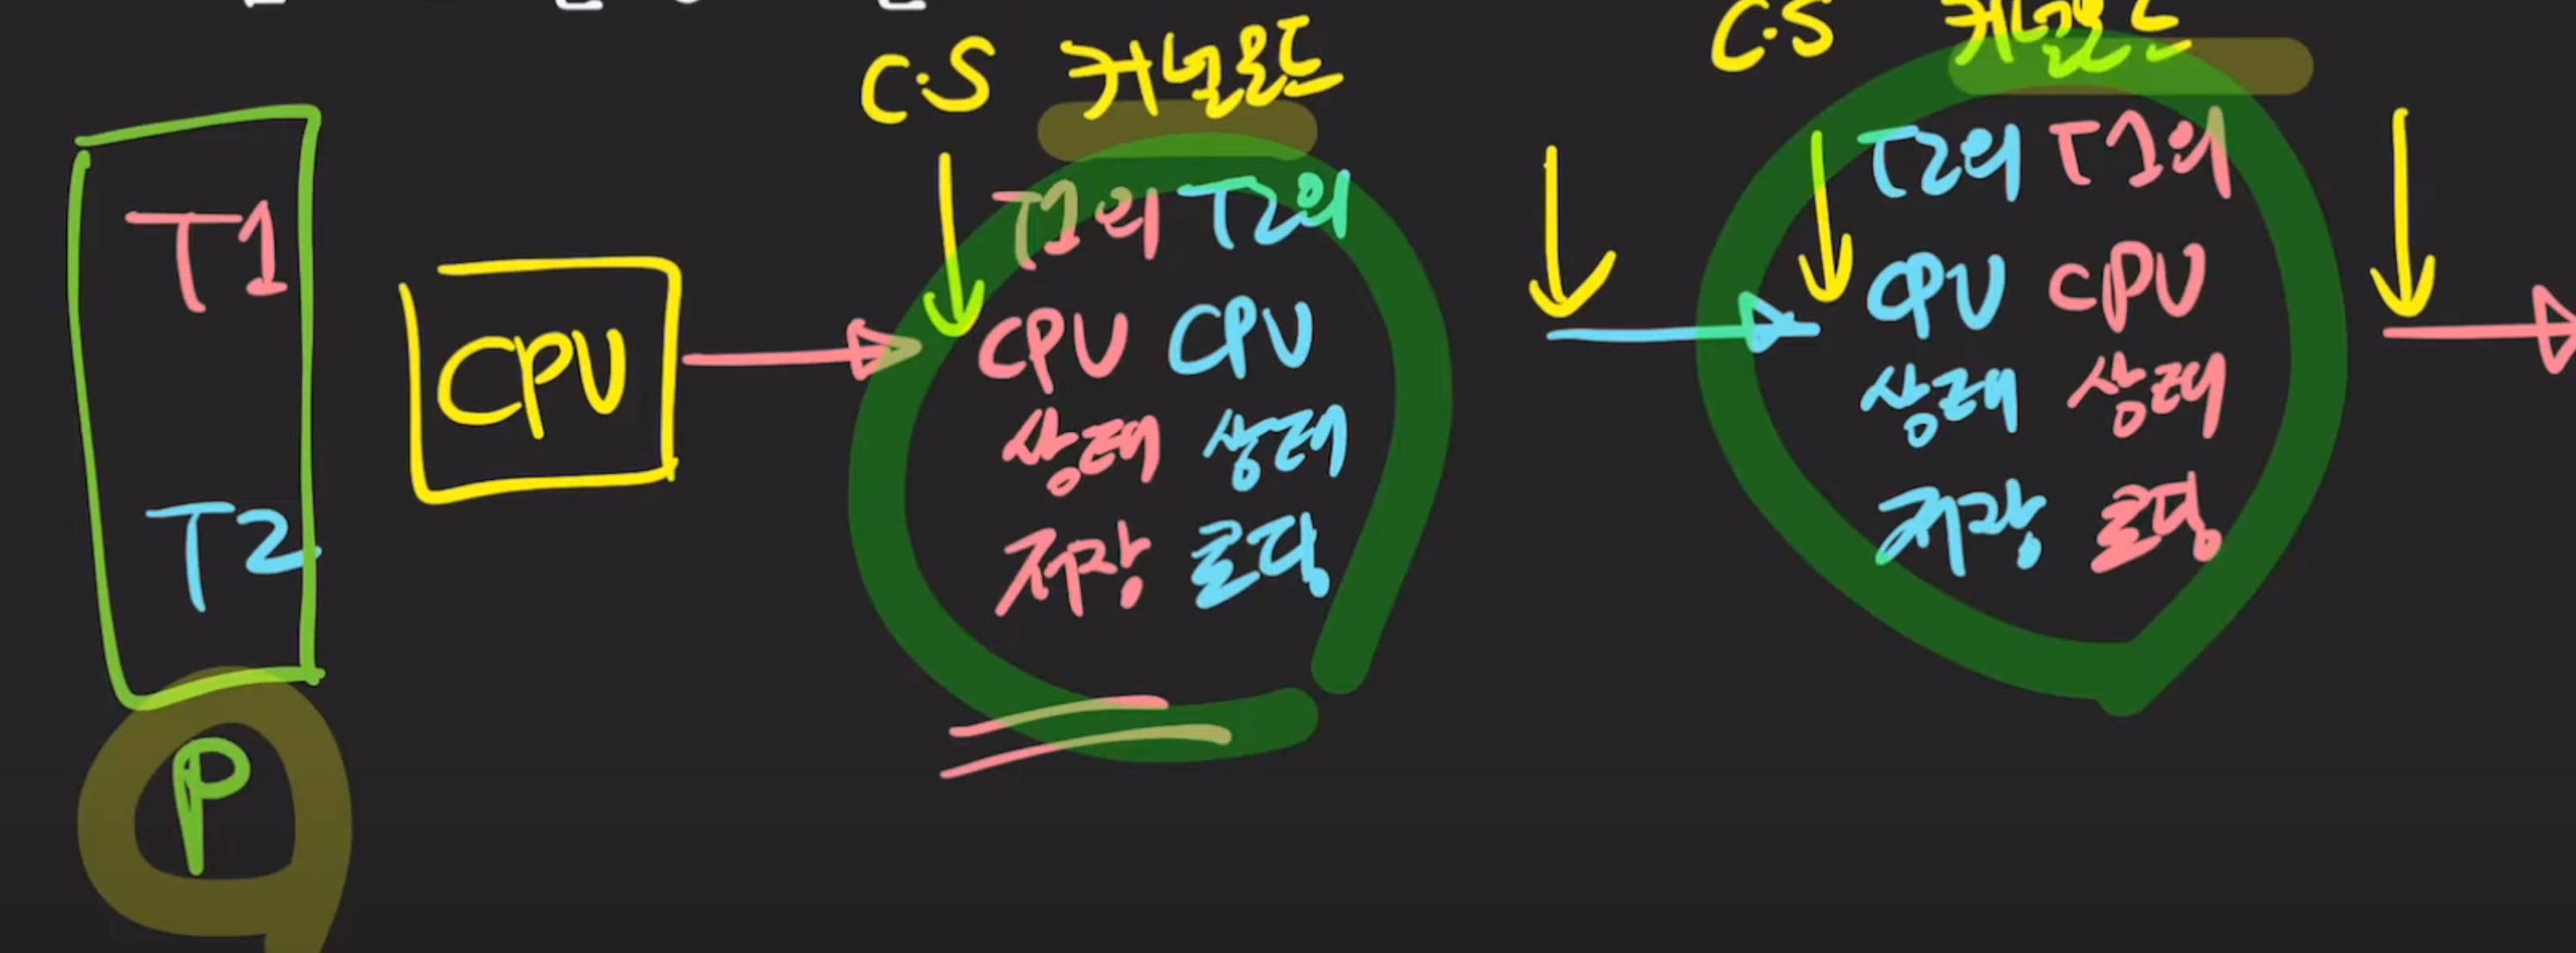 C.S 커널모드
C.S 커널모드
T1
T2
P
CPU
T1의 T2의
CPU CPU
상태 상태
저장 로딩
T2의 T1의
CPU CPU
상태 상태
저장 로딩